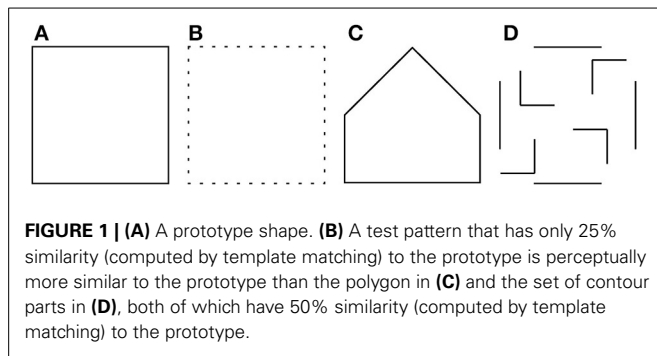 A B C D
FIGURE 1 | (A) A prototype shape. (B) A test pattern that has only 25%
similarity (computed by template matching) to the prototype is perceptually
more similar to the prototype than the polygon in (C) and the set of contour
parts in (D), both of which have 50% similarity (computed by template
matching) to the prototype.